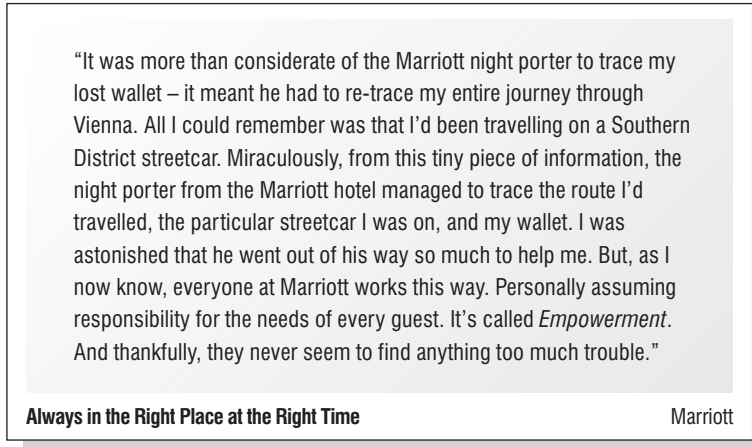 “It was more than considerate of the Marriott night porter to trace my
lost wallet – it meant he had to re-trace my entire journey through
Vienna. All I could remember was that I’d been travelling on a Southern
District streetcar. Miraculously, from this tiny piece of information, the
night porter from the Marriott hotel managed to trace the route I’d
travelled, the particular streetcar I was on, and my wallet. I was
astonished that he went out of his way so much to help me. But, as I
now know, everyone at Marriott works this way. Personally assuming
responsibility for the needs of every guest. It’s called Empowerment.
And thankfully, they never seem to find anything too much trouble.”
Always in the Right Place at the Right Time Marriott